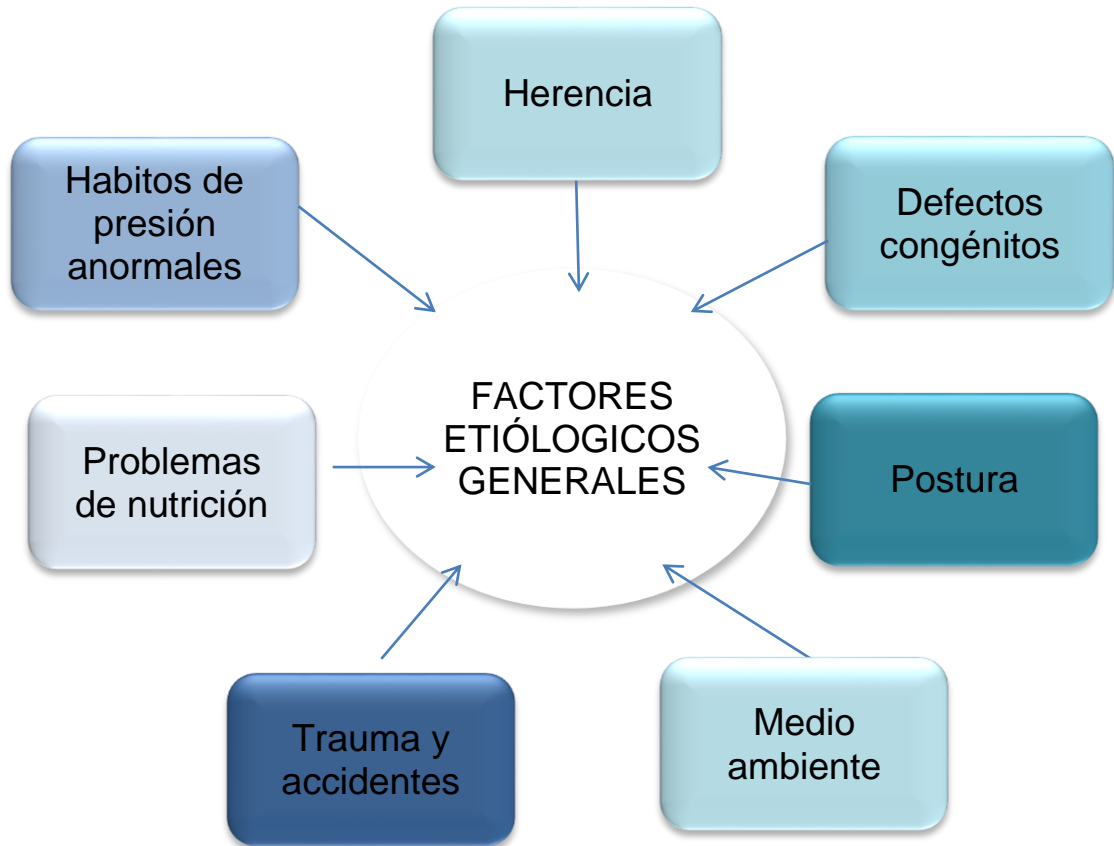 Herencia
Habitos de
presión
anormales
Defectos
congénitos
FACTORES
ETIÓLOGICOS
GENERALES
Problemas
de nutrición
Postura
Trauma y
accidentes
Medio
ambiente